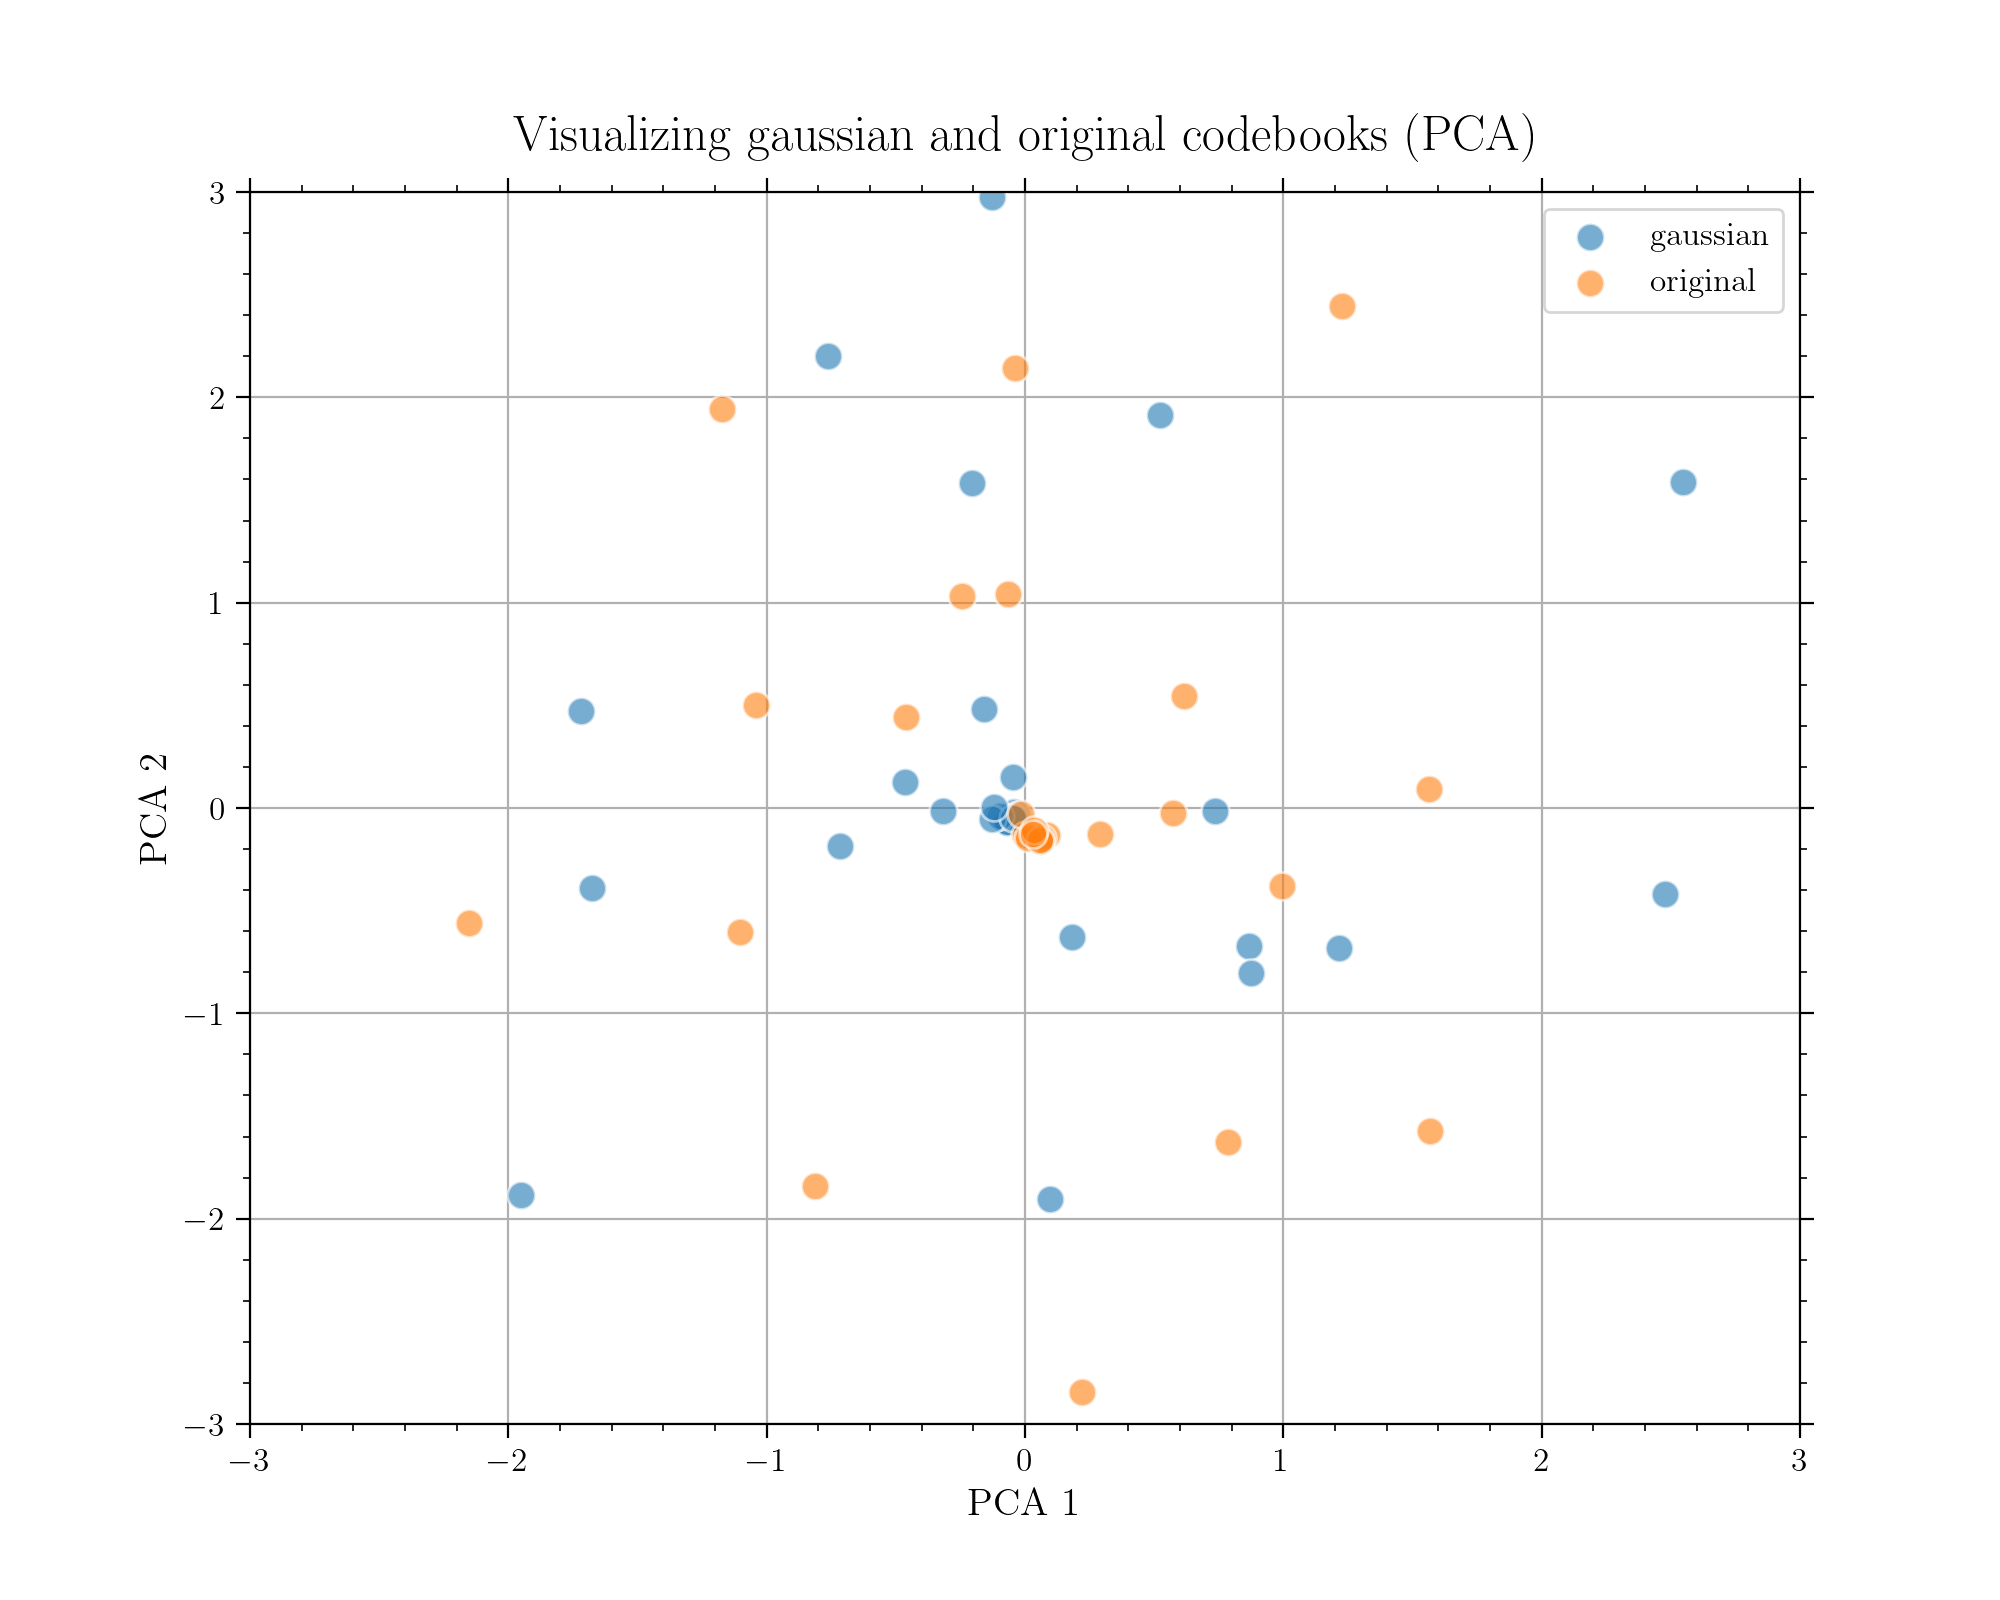 Visualizing gaussian and original codebooks (PCA)
gaussian
original
PCA 2
3
2
1
0
−1
−2
−3
−3 −2 −1 0 1 2 3
PCA 1